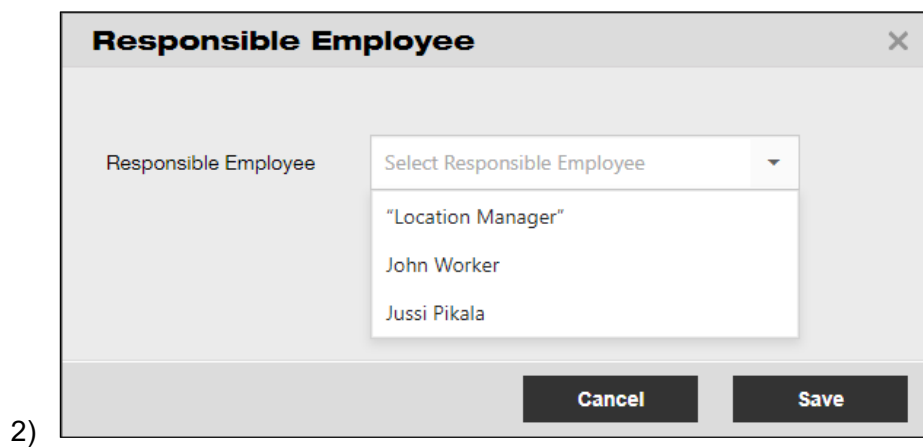 Responsible Employee ×
Responsible Employee Select Responsible Employee
“Location Manager”
John Worker
Jussi Pikala
Cancel Save
2)